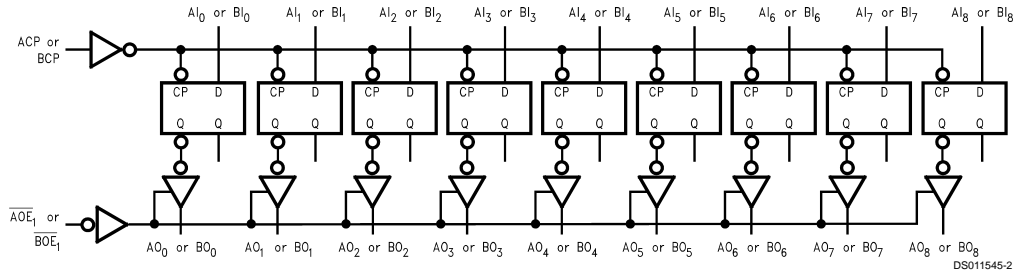 AI₀ or BI₀ AI₁ or BI₁ AI₂ or BI₂ AI₃ or BI₃ AI₄ or BI₄ AI₅ or BI₅ AI₆ or BI₆ AI₇ or BI₇ AI₈ or BI₈
ACP or
BCP
CP D CP D CP D CP D CP D CP D CP D CP D CP D
Q Q Q Q Q Q Q Q Q Q Q Q Q Q Q Q Q Q
A̅O̅E̅₁ or
B̅O̅E̅₁
AO₀ or BO₀ AO₁ or BO₁ AO₂ or BO₂ AO₃ or BO₃ AO₄ or BO₄ AO₅ or BO₅ AO₆ or BO₆ AO₇ or BO₇ AO₈ or BO₈
DS011545-2